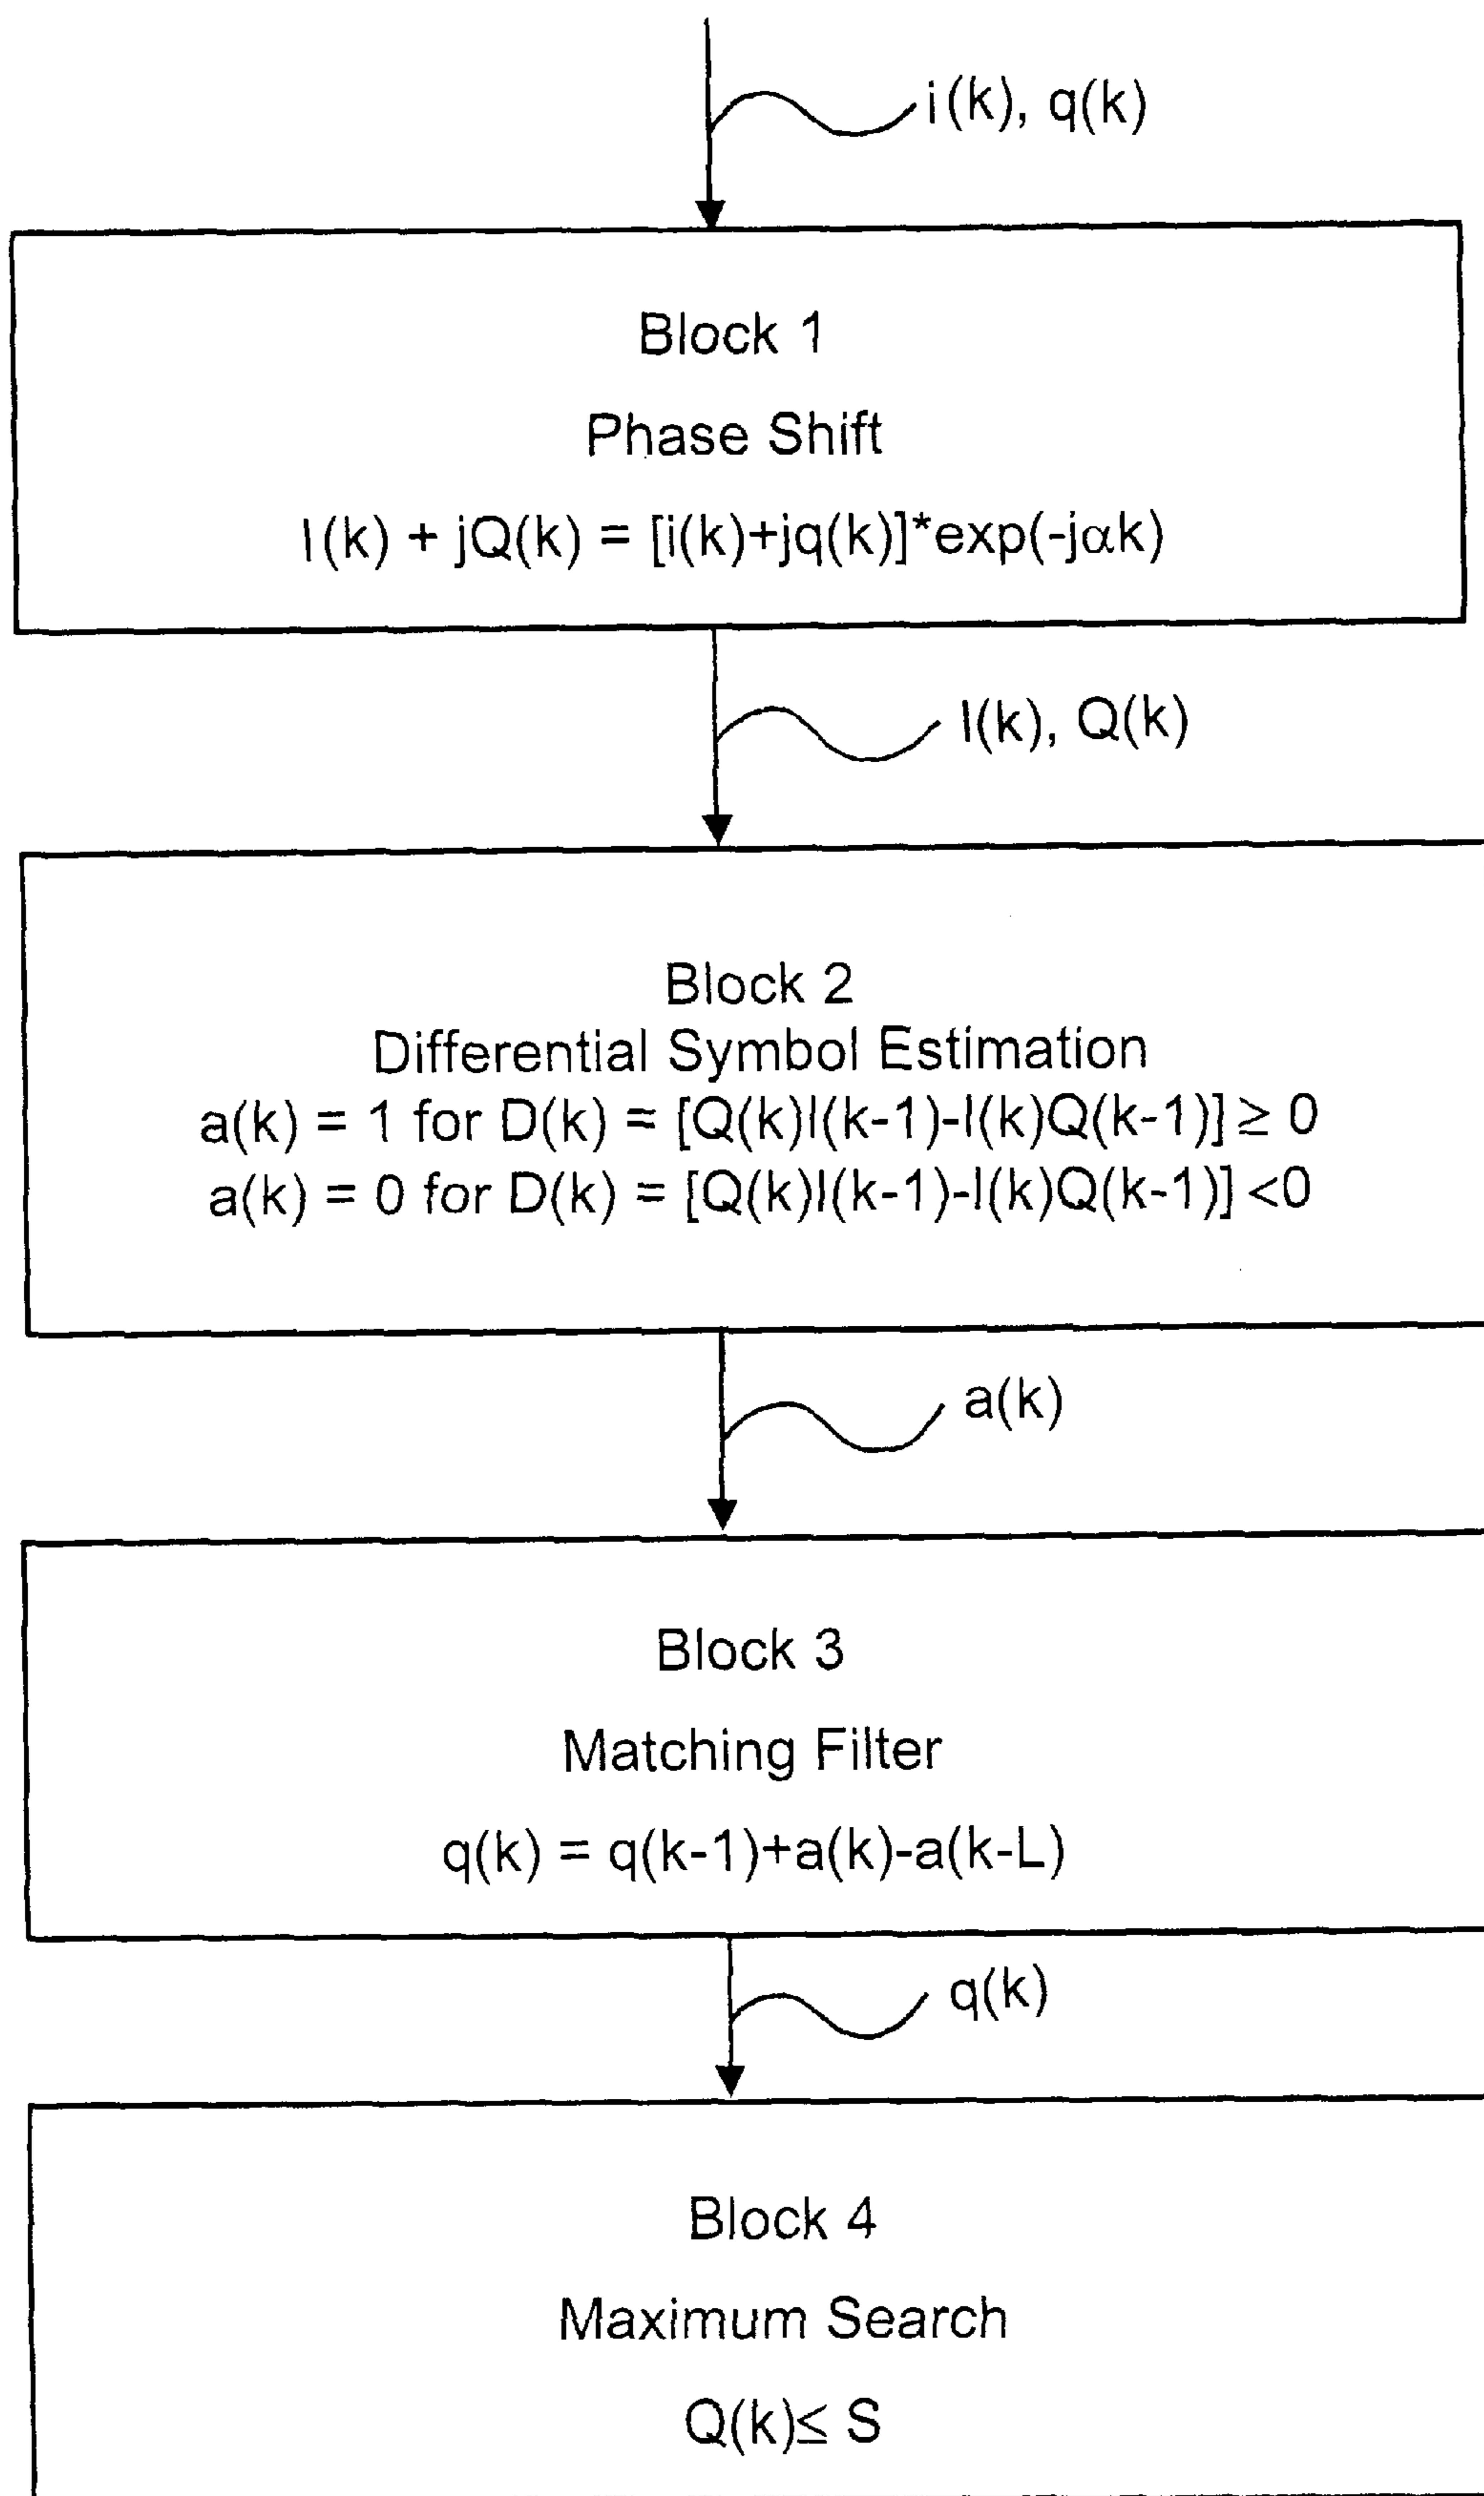 i(k), q(k)
Block 1
Phase Shift
I(k) + jQ(k) = [i(k)+jq(k)]*exp(-jαk)
I(k), Q(k)
Block 2
Differential Symbol Estimation
a(k) = 1 for D(k) = [Q(k)I(k-1)-I(k)Q(k-1)] ≥ 0
a(k) = 0 for D(k) = [Q(k)I(k-1)-I(k)Q(k-1)] <0
a(k)
Block 3
Matching Filter
q(k) = q(k-1)+a(k)-a(k-L)
q(k)
Block 4
Maximum Search
Q(k)≤ S